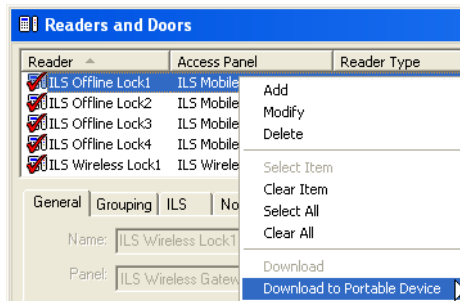 Readers and Doors
Reader Access Panel Reader Type
ILS Offline Lock1 ILS Mobile
ILS Offline Lock2 ILS Mobile
ILS Offline Lock3 ILS Mobile
ILS Offline Lock4 ILS Mobile
ILS Wireless Lock1 ILS Wirele
Add
Modify
Delete
Select Item
Clear Item
Select All
Clear All
Download
Download to Portable Device
General Grouping ILS No
Name: ILS Wireless Lock1
Panel: ILS Wireless Gatew